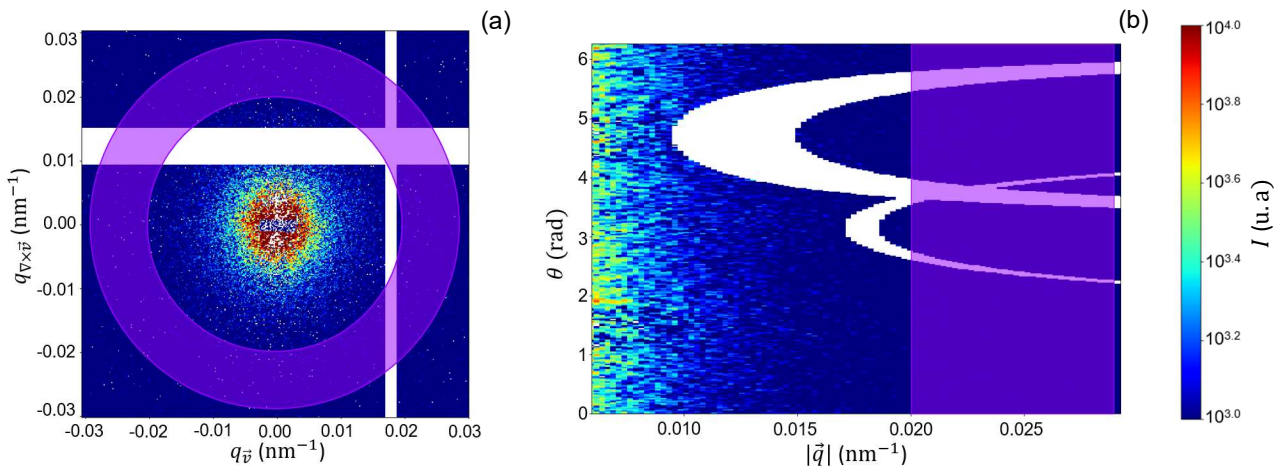 (a)
0.03
0.02
0.01
0.00
-0.01
-0.02
-0.03
q_{∇×v⃗} (nm⁻¹)
-0.03 -0.02 -0.01 0.00 0.01 0.02 0.03
q_{v⃗} (nm⁻¹)
(b)
6
5
4
3
2
1
0
θ (rad)
0.010 0.015 0.020 0.025
|q⃗| (nm⁻¹)
10^{4.0}
10^{3.8}
10^{3.6}
10^{3.4}
10^{3.2}
10^{3.0}
I (u. a)